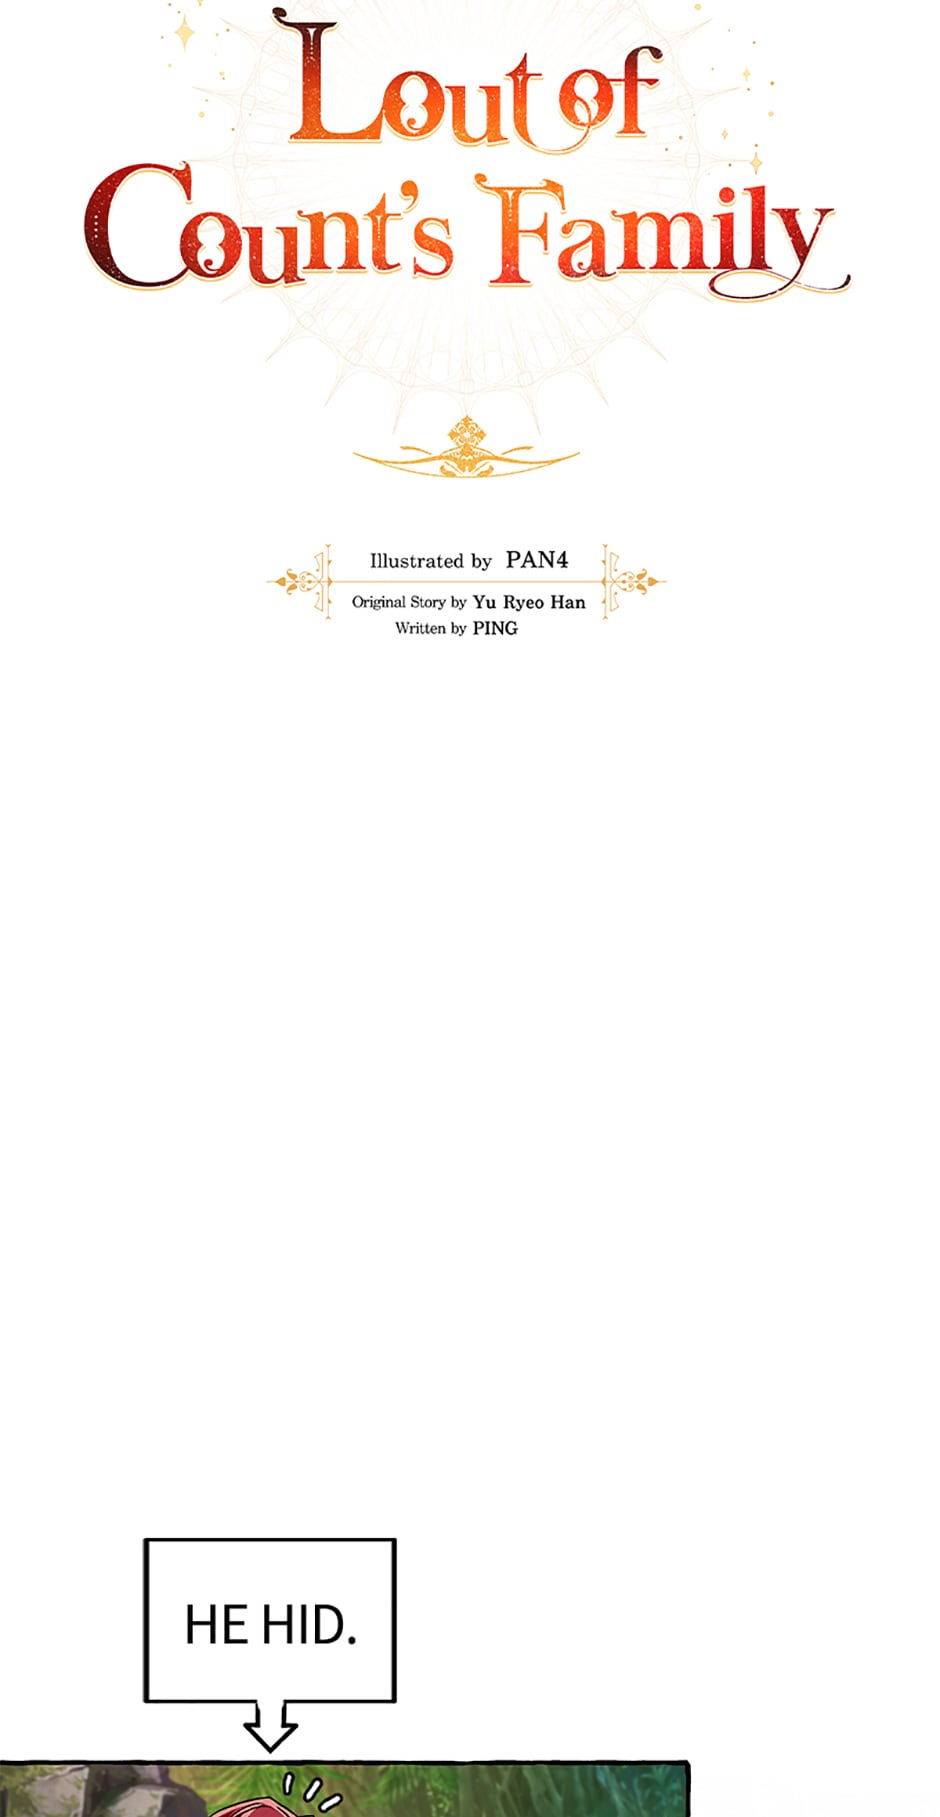 Lout of
Count's Family
Illustrated by PAN4
Original Story by Yu Ryeo Han
Written by PING
HE HID.